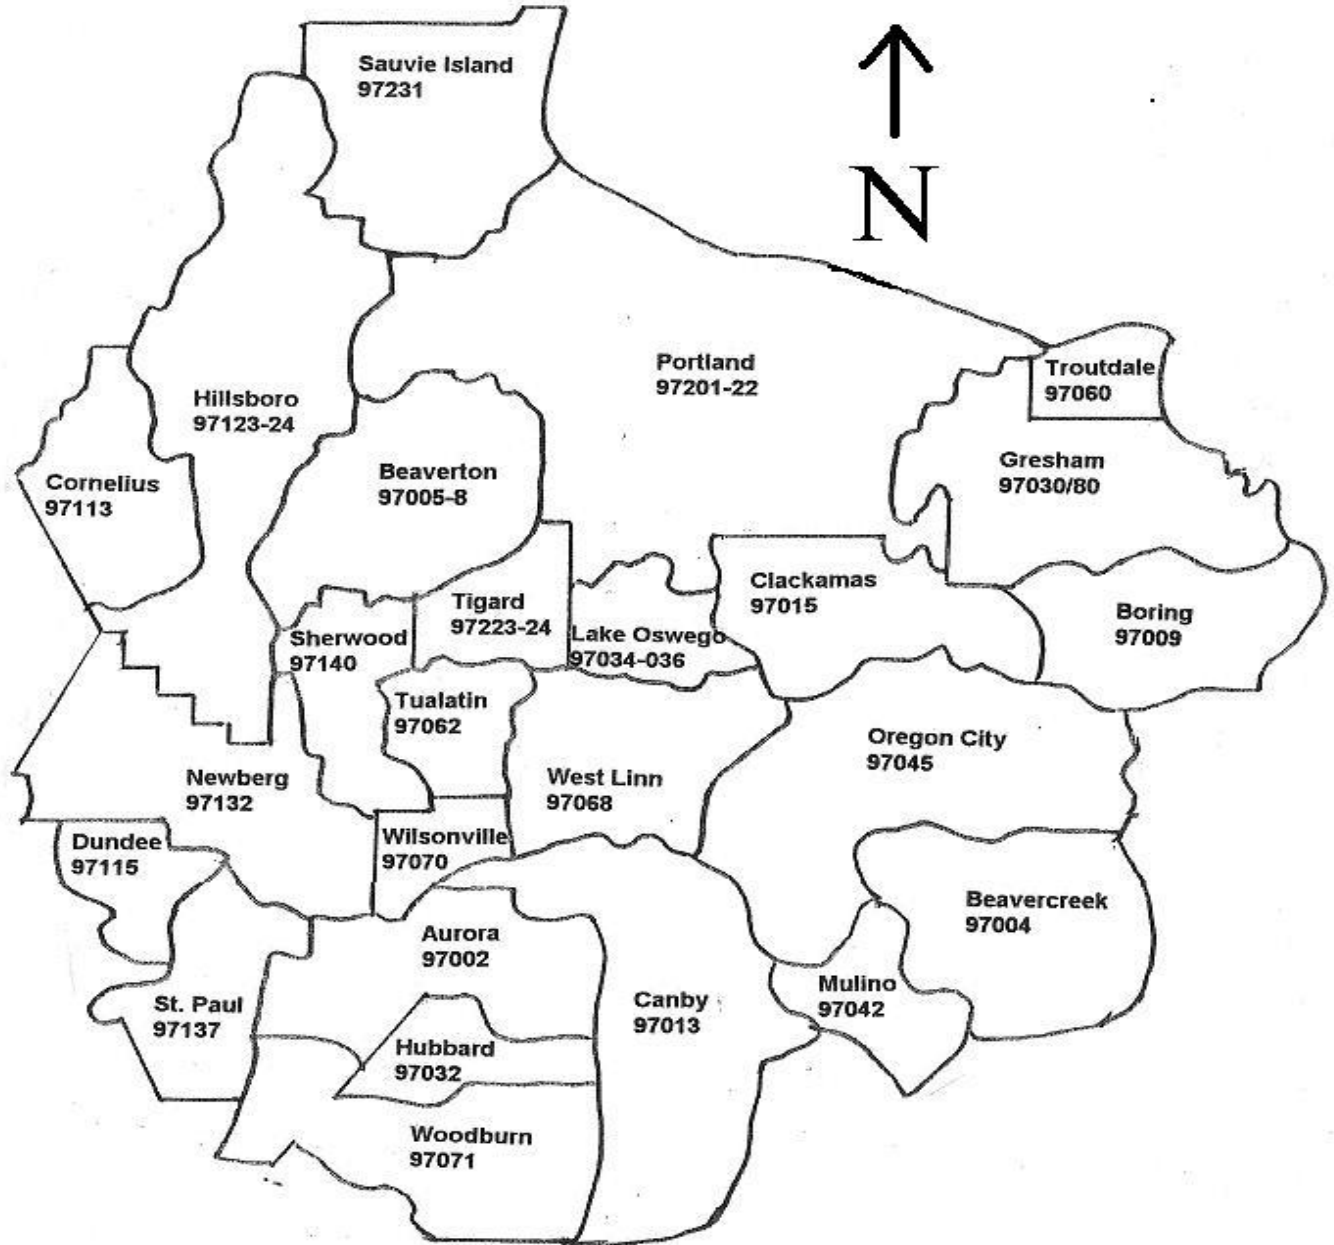 Sauvie Island
97231
N
Portland
97201-22
Troutdale
97060
Hillsboro
97123-24
Cornelius
97113
Beaverton
97005-8
Gresham
97030/80
Clackamas
97015
Boring
97009
Tigard
97223-24
Lake Oswego
97034-036
Sherwood
97140
Tualatin
97062
Oregon City
97045
West Linn
97068
Newberg
97132
Dundee
97115
Wilsonville
97070
Beavercreek
97004
Aurora
97002
Mulino
97042
Canby
97013
St. Paul
97137
Hubbard
97032
Woodburn
97071